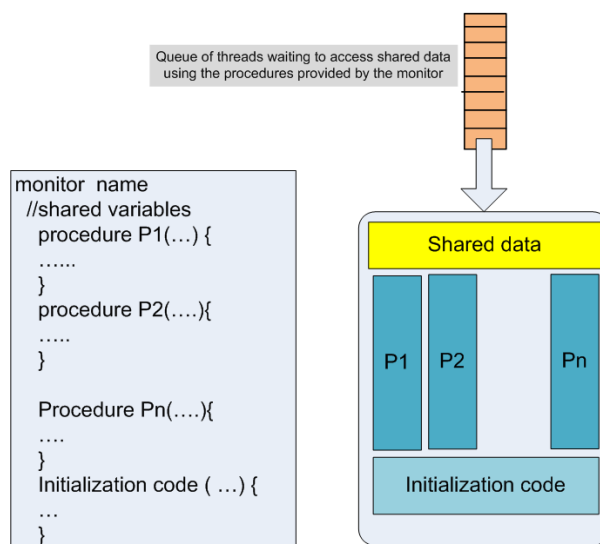 Queue of threads waiting to access shared data
using the procedures provided by the monitor
monitor name
//shared variables
procedure P1(…) {
…...
}
procedure P2(….){
…..
}
Procedure Pn(….){
….
}
Initialization code ( …) {
…
}
Shared data
P1
P2
Pn
Initialization code